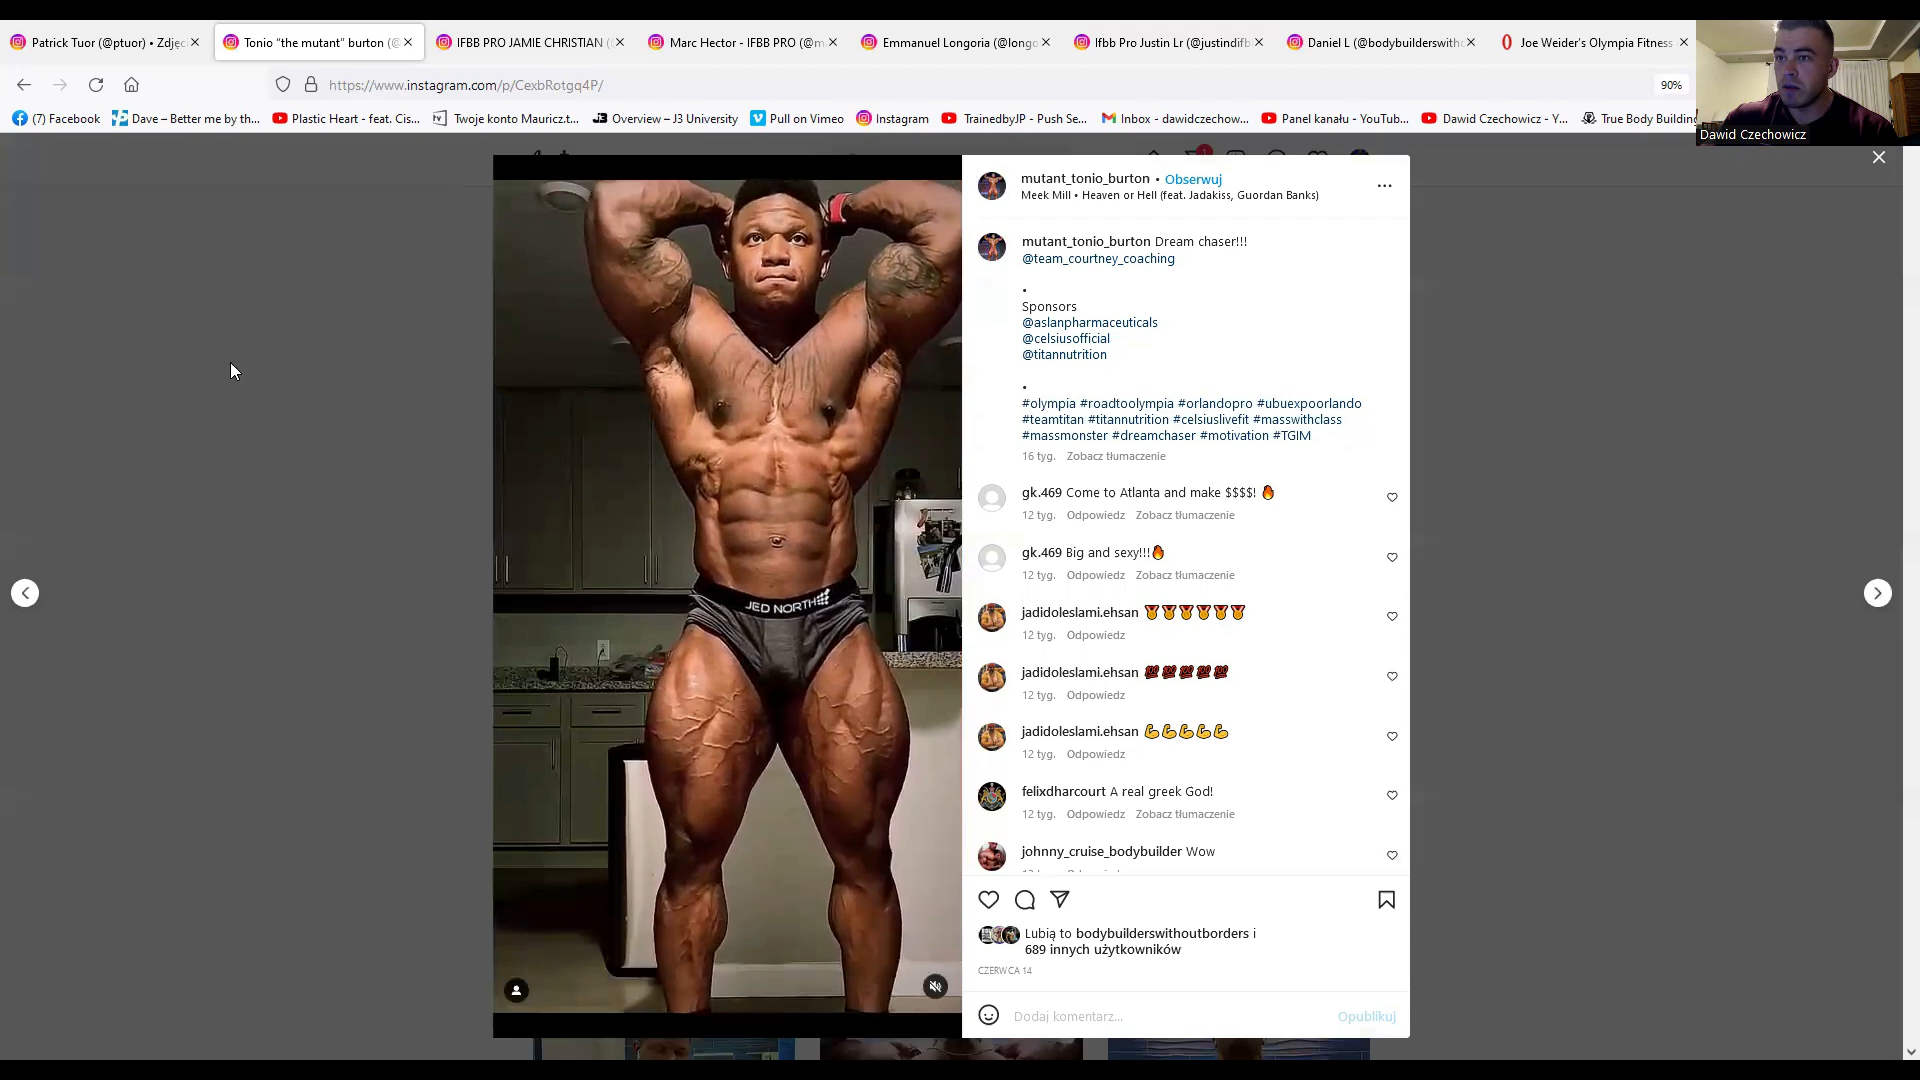 Patrick Tuor (@ptuor) • Zdjęc
Tonio "the mutant" burton (@
IFBB PRO JAMIE CHRISTIAN (
Marc Hector - IFBB PRO (@m
Emmanuel Longoria (@longo
Ifbb Pro Justin Lr (@justindifb
Daniel L (@bodybuilderswitho
Joe Weider's Olympia Fitness
https://www.instagram.com/p/CexbRotgq4P/
90%
(7) Facebook
Dave – Better me by th...
Plastic Heart - feat. Cis...
Twoje konto Mauricz.t...
Overview – J3 University
Pull on Vimeo
Instagram
TrainedbyJP - Push Se...
Inbox - dawidczechow...
Panel kanału - YouTub...
Dawid Czechowicz - Y...
True Body Building
Dawid Czechowicz
JED NORTH
mutant_tonio_burton • Obserwuj
Meek Mill • Heaven or Hell (feat. Jadakiss, Guordan Banks)
mutant_tonio_burton Dream chaser!!!
@team_courtney_coaching
•
Sponsors
@aslanpharmaceuticals
@celsiusofficial
@titannutrition
•
#olympia #roadtoolympia #orlandopro #ubuexpoorlando
#teamtitan #titannutrition #celsiuslivefit #masswithclass
#massmonster #dreamchaser #motivation #TGIM
16 tyg. Zobacz tłumaczenie
gk.469 Come to Atlanta and make $$$$! 🔥
12 tyg. Odpowiedz Zobacz tłumaczenie
gk.469 Big and sexy!!!🔥
12 tyg. Odpowiedz Zobacz tłumaczenie
jadidoleslami.ehsan 🏅🏅🏅🏅🏅🏅
12 tyg. Odpowiedz
jadidoleslami.ehsan 💯💯💯💯💯
12 tyg. Odpowiedz
jadidoleslami.ehsan 💪💪💪💪💪
12 tyg. Odpowiedz
felixdharcourt A real greek God!
12 tyg. Odpowiedz Zobacz tłumaczenie
johnny_cruise_bodybuilder Wow
Lubią to bodybuilderswithoutborders i
689 innych użytkowników
CZERWCA 14
Dodaj komentarz...
Opublikuj